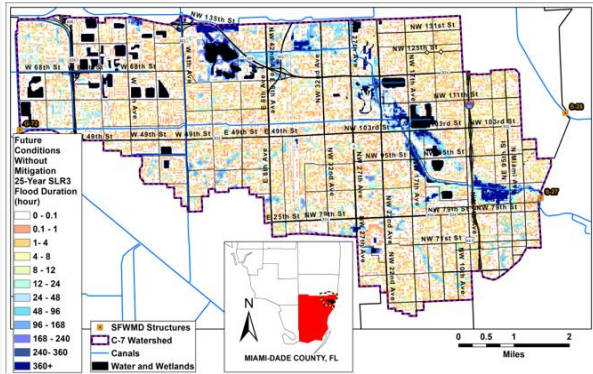 NW 135th St
NW 131st St
NW 125th St
W 68th St
W 68th St
W 4th Ave
NW 32nd Ave
NW 27th Ave
NW 17th Ave
NW 111th St
S-28
G-72
W 49th St
W 49th St
E 49th St
E 49th St
NW 103rd St
NW 103rd St
NW 95th St
NW 22nd Ave
NW 27th Ave
NW 17th Ave
N Miami Ave
S-27
E 8th Ave
E 25th St
NW 79th St
NW 79th St
NW 71st St
NW 22nd Ave
NW 10th Ave
Future
Conditions
Without
Mitigation
25-Year SLR3
Flood Duration
(hour)
0 - 0.1
0.1 - 1
1- 4
4 - 8
8 - 12
12 - 24
24 - 48
48 - 96
96 - 168
168 - 240
240- 360
360+
SFWMD Structures
C-7 Watershed
Canals
Water and Wetlands
N
MIAMI-DADE COUNTY, FL
0 0.5 1 2
Miles